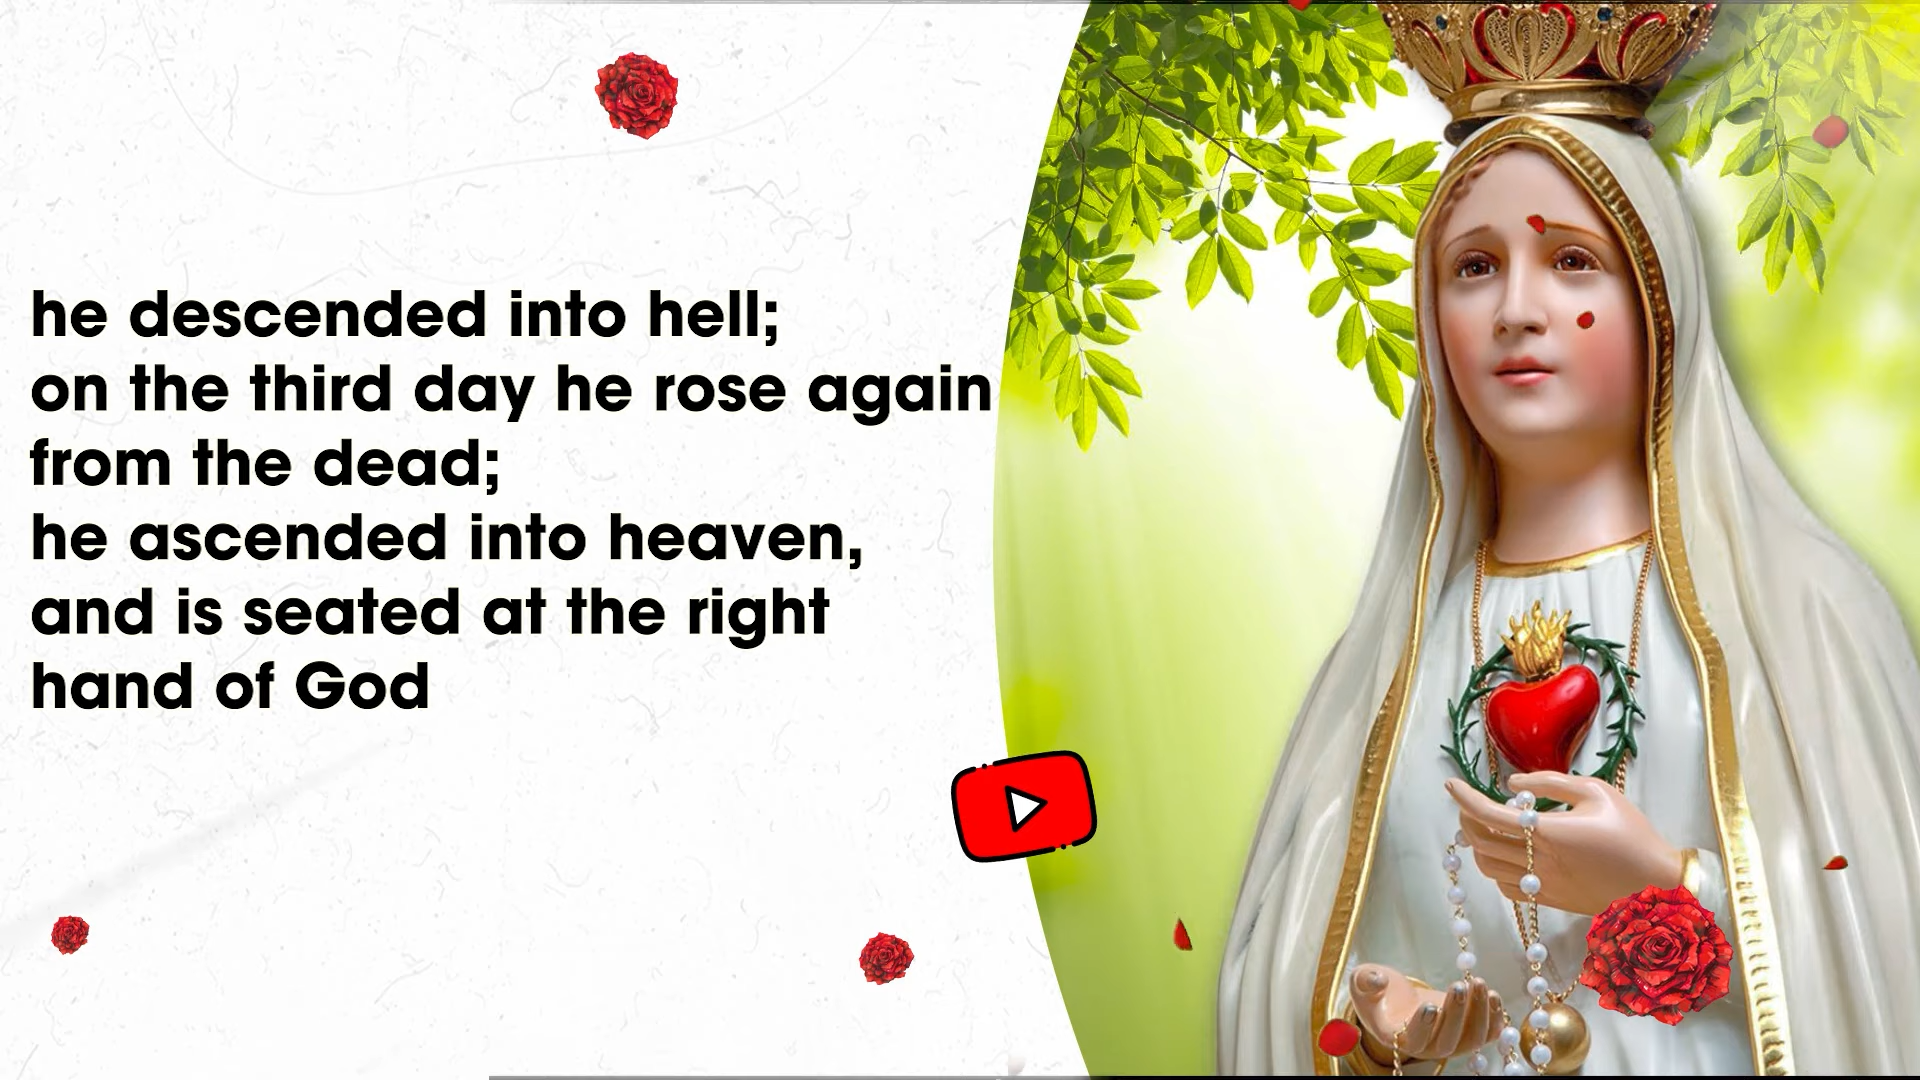 he descended into hell;
on the third day he rose again
from the dead;
he ascended into heaven,
and is seated at the right
hand of God